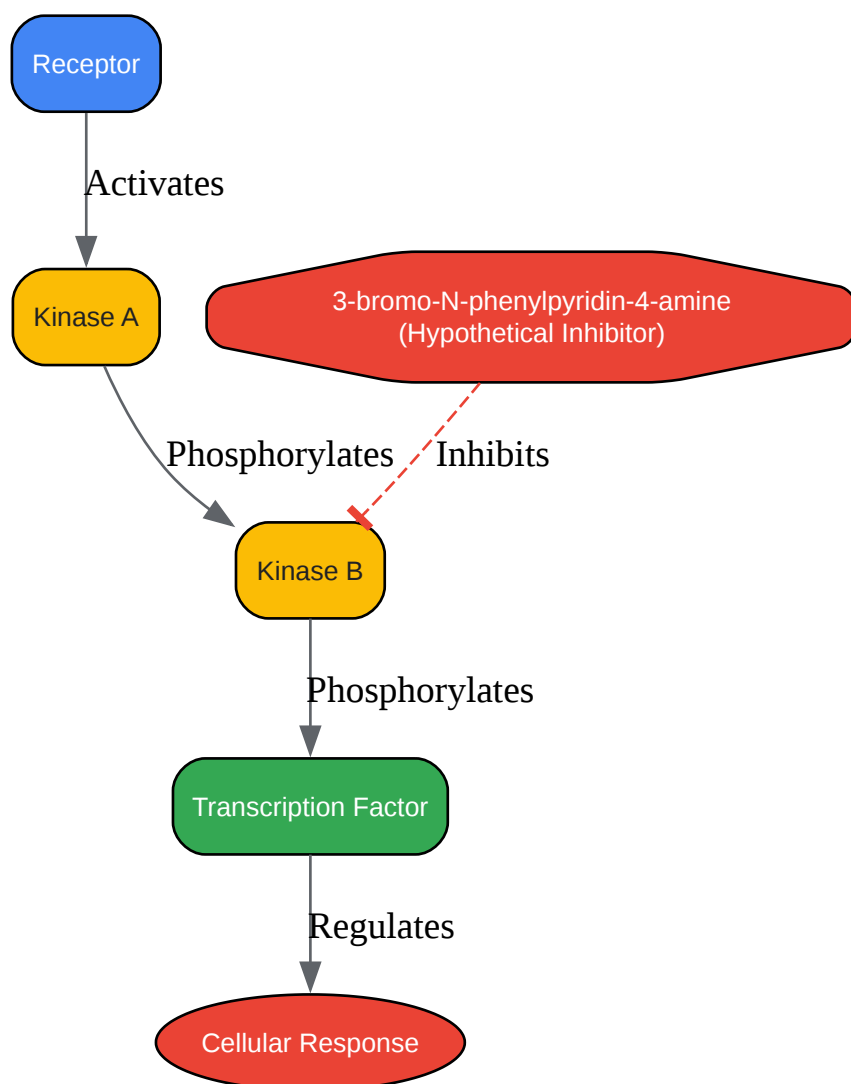 Receptor
Activates
Kinase A
3-bromo-N-phenylpyridin-4-amine
(Hypothetical Inhibitor)
Phosphorylates
Inhibits
Kinase B
Phosphorylates
Transcription Factor
Regulates
Cellular Response